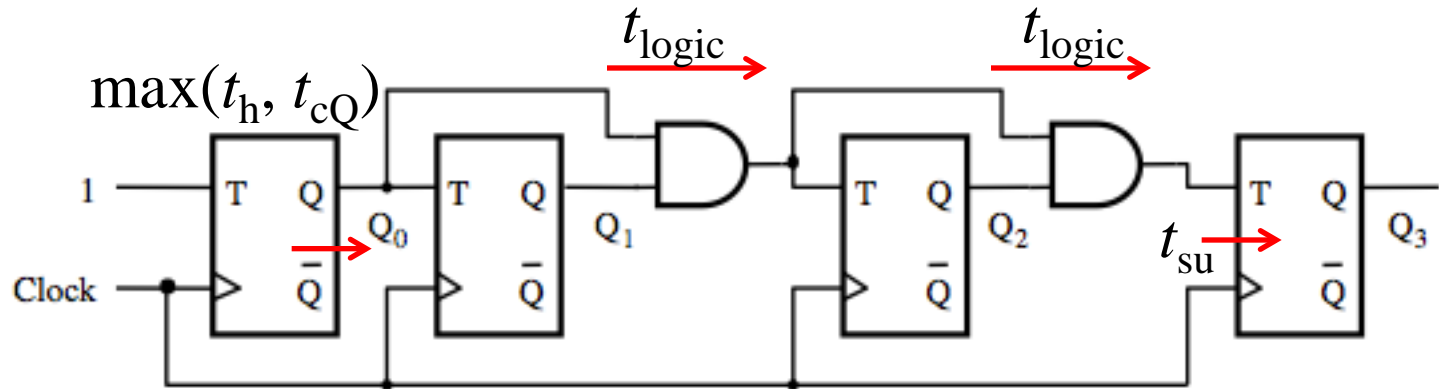 t_logic t_logic
max(t_h, t_cQ)
1 T Q T Q T Q T Q
Q_0 Q_1 Q_2 t_su Q_3
Clock Q̅ Q̅ Q̅ Q̅